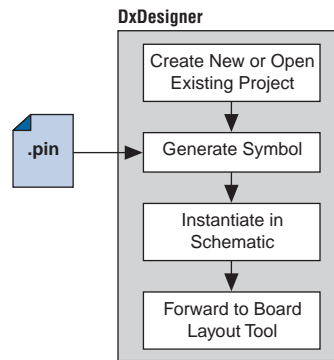 DxDesigner
Create New or Open
Existing Project
.pin
Generate Symbol
Instantiate in
Schematic
Forward to Board
Layout Tool